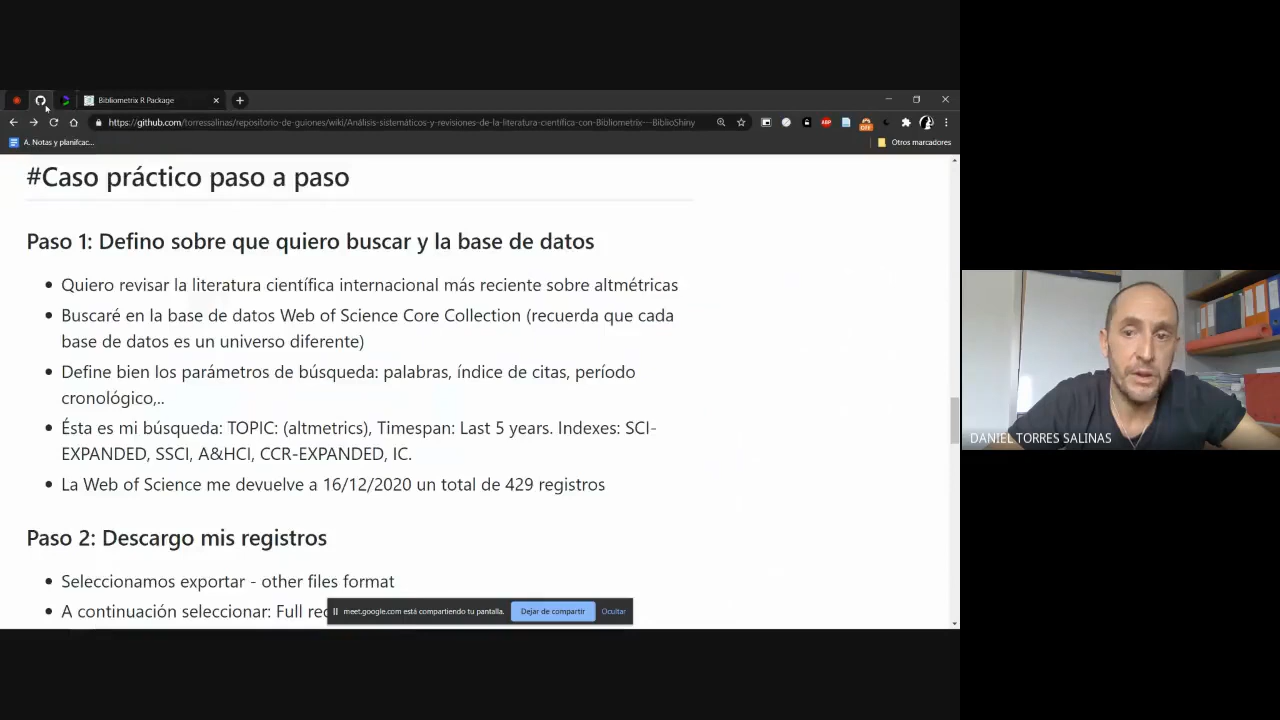 Bibliometrix R Package
https://github.com/torressalinas/repositorio-de-guiones/wiki/Análisis-sistemáticos-y-revisiones-de-la-literatura-científica-con-Bibliometrix---BiblioShiny
ABP
OFF
A. Notas y planifcac...
Otros marcadores
#Caso práctico paso a paso
Paso 1: Defino sobre que quiero buscar y la base de datos
• Quiero revisar la literatura científica internacional más reciente sobre altmétricas
• Buscaré en la base de datos Web of Science Core Collection (recuerda que cada
base de datos es un universo diferente)
• Define bien los parámetros de búsqueda: palabras, índice de citas, período
cronológico,..
• Ésta es mi búsqueda: TOPIC: (altmetrics), Timespan: Last 5 years. Indexes: SCI-
EXPANDED, SSCI, A&HCI, CCR-EXPANDED, IC.
• La Web of Science me devuelve a 16/12/2020 un total de 429 registros
Paso 2: Descargo mis registros
• Seleccionamos exportar - other files format
• A continuación seleccionar: Full
meet.google.com está compartiendo tu pantalla.
Dejar de compartir
Ocultar
DANIEL TORRES SALINAS